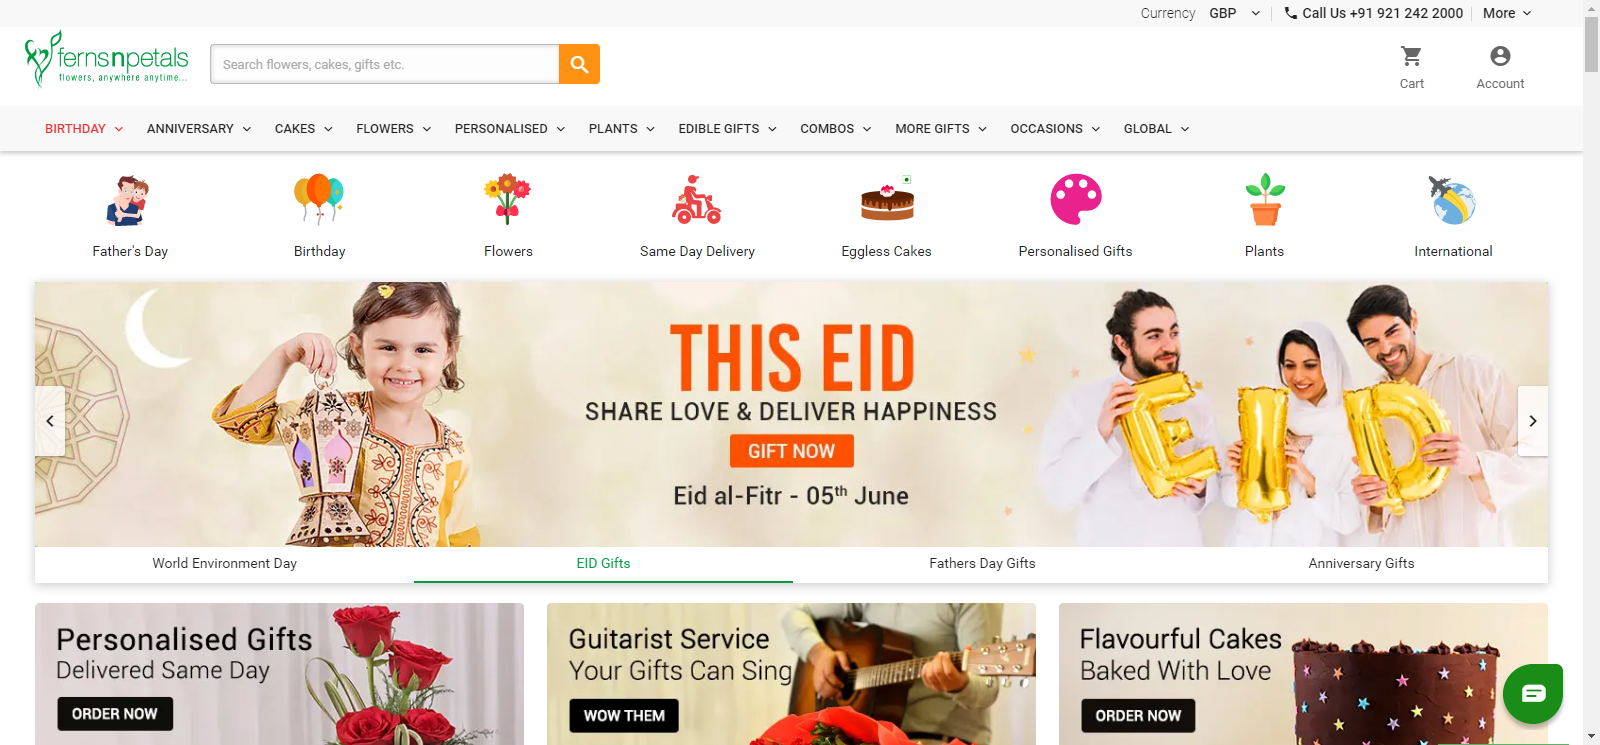 Currency GBP Call Us +91 921 242 2000 More
fernsnpetals
flowers, anywhere anytime...
Search flowers, cakes, gifts etc.
Cart Account
BIRTHDAY ANNIVERSARY CAKES FLOWERS PERSONALISED PLANTS EDIBLE GIFTS COMBOS MORE GIFTS OCCASIONS GLOBAL
Father's Day Birthday Flowers Same Day Delivery Eggless Cakes Personalised Gifts Plants International
THIS EID
SHARE LOVE & DELIVER HAPPINESS
GIFT NOW
Eid al-Fitr - 05th June
EID
World Environment Day EID Gifts Fathers Day Gifts Anniversary Gifts
Personalised Gifts
Delivered Same Day
ORDER NOW
Guitarist Service
Your Gifts Can Sing
WOW THEM
Flavourful Cakes
Baked With Love
ORDER NOW